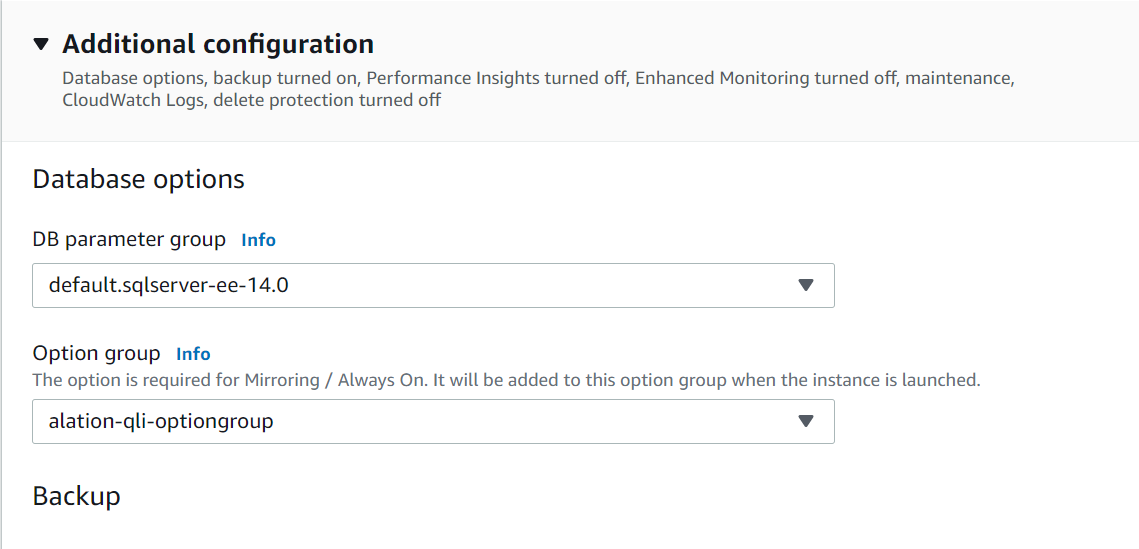 Additional configuration
Database options, backup turned on, Performance Insights turned off, Enhanced Monitoring turned off, maintenance,
CloudWatch Logs, delete protection turned off
Database options
DB parameter group Info
default.sqlserver-ee-14.0
Option group Info
The option is required for Mirroring / Always On. It will be added to this option group when the instance is launched.
alation-qli-optiongroup
Backup